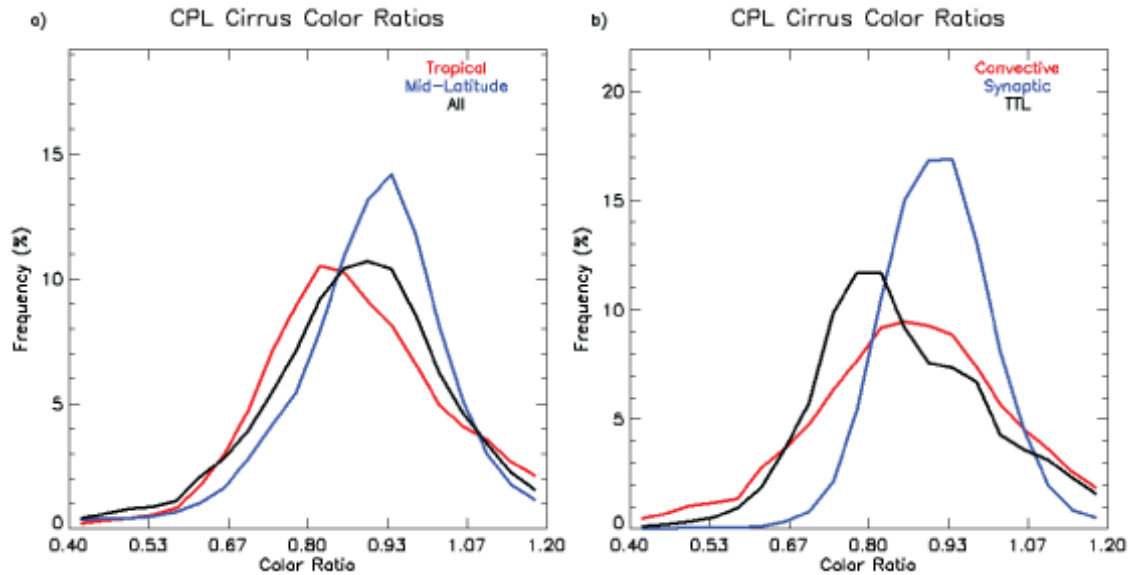 a)
CPL Cirrus Color Ratios
Tropical
Mid-Latitude
All
Frequency (%)
15
10
5
0
0.40 0.53 0.67 0.80 0.93 1.07 1.20
Color Ratio
b)
CPL Cirrus Color Ratios
Convective
Synoptic
TTL
Frequency (%)
20
15
10
5
0
0.40 0.53 0.67 0.80 0.93 1.07 1.20
Color Ratio